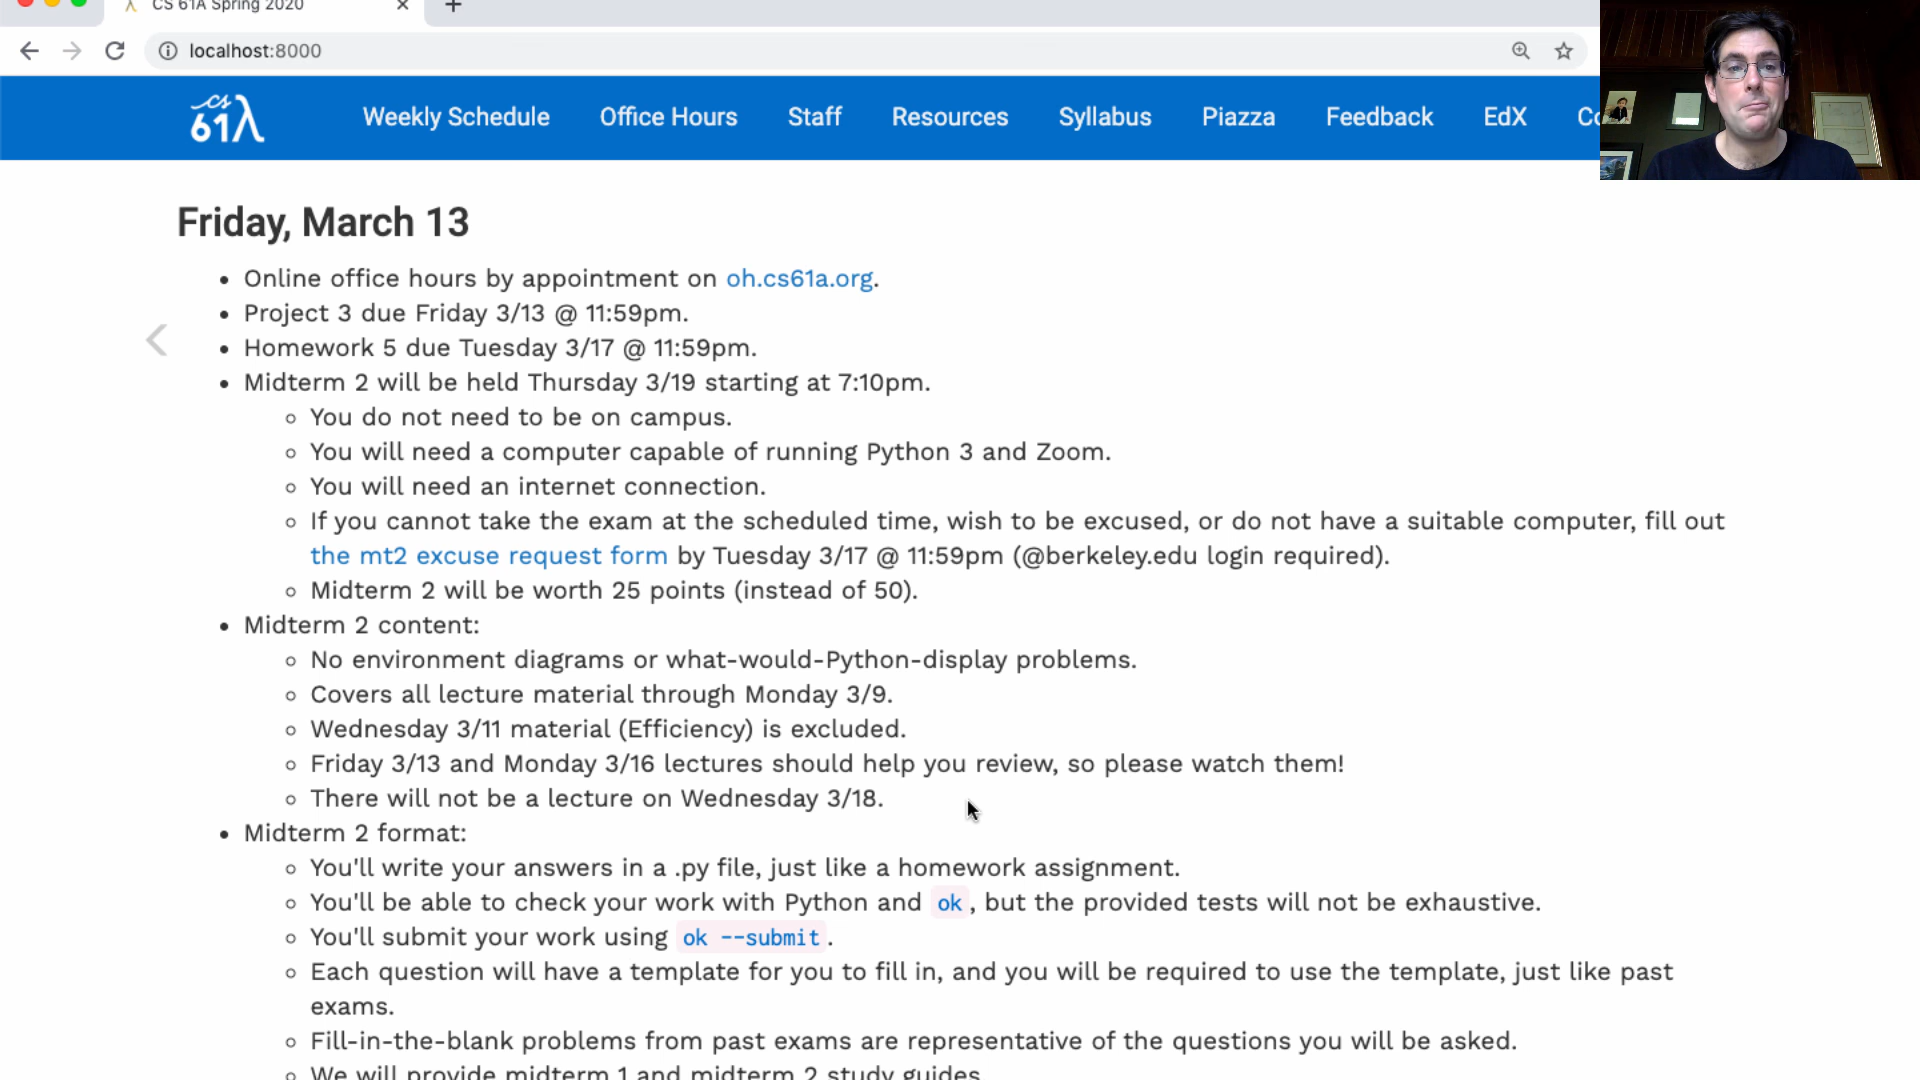 CS 61A Spring 2020
localhost:8000
CS
61λ
Weekly Schedule
Office Hours
Staff
Resources
Syllabus
Piazza
Feedback
EdX
Friday, March 13
Online office hours by appointment on oh.cs61a.org.
Project 3 due Friday 3/13 @ 11:59pm.
Homework 5 due Tuesday 3/17 @ 11:59pm.
Midterm 2 will be held Thursday 3/19 starting at 7:10pm.
You do not need to be on campus.
You will need a computer capable of running Python 3 and Zoom.
You will need an internet connection.
If you cannot take the exam at the scheduled time, wish to be excused, or do not have a suitable computer, fill out
the mt2 excuse request form by Tuesday 3/17 @ 11:59pm (@berkeley.edu login required).
Midterm 2 will be worth 25 points (instead of 50).
Midterm 2 content:
No environment diagrams or what-would-Python-display problems.
Covers all lecture material through Monday 3/9.
Wednesday 3/11 material (Efficiency) is excluded.
Friday 3/13 and Monday 3/16 lectures should help you review, so please watch them!
There will not be a lecture on Wednesday 3/18.
Midterm 2 format:
You'll write your answers in a .py file, just like a homework assignment.
You'll be able to check your work with Python and ok, but the provided tests will not be exhaustive.
You'll submit your work using ok --submit.
Each question will have a template for you to fill in, and you will be required to use the template, just like past
exams.
Fill-in-the-blank problems from past exams are representative of the questions you will be asked.
We will provide midterm 1 and midterm 2 study guides